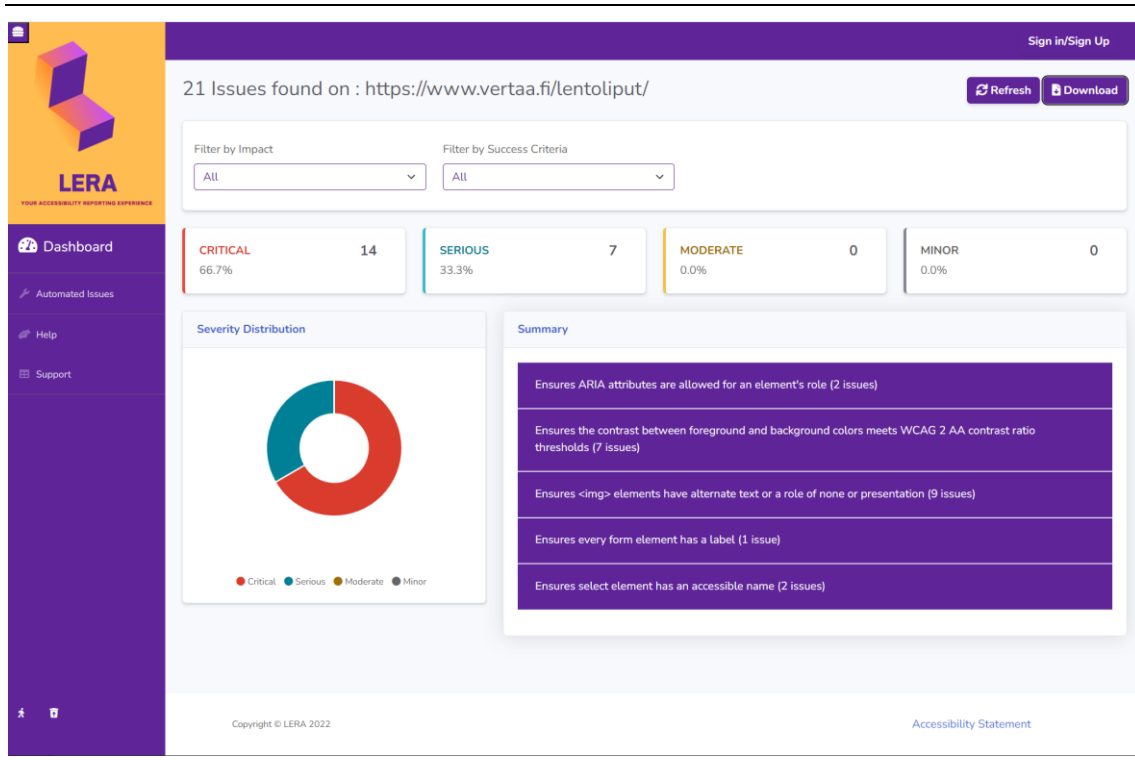 Sign in/Sign Up
21 Issues found on : https://www.vertaa.fi/lentoliput/
Refresh
Download
LERA
YOUR ACCESSIBILITY REPORTING EXPERIENCE
Dashboard
Automated Issues
Help
Support
Filter by Impact
All
Filter by Success Criteria
All
CRITICAL
14
66.7%
SERIOUS
7
33.3%
MODERATE
0
0.0%
MINOR
0
0.0%
Severity Distribution
Critical
Serious
Moderate
Minor
Summary
Ensures ARIA attributes are allowed for an element's role (2 issues)
Ensures the contrast between foreground and background colors meets WCAG 2 AA contrast ratio
thresholds (7 issues)
Ensures <img> elements have alternate text or a role of none or presentation (9 issues)
Ensures every form element has a label (1 issue)
Ensures select element has an accessible name (2 issues)
Copyright © LERA 2022
Accessibility Statement